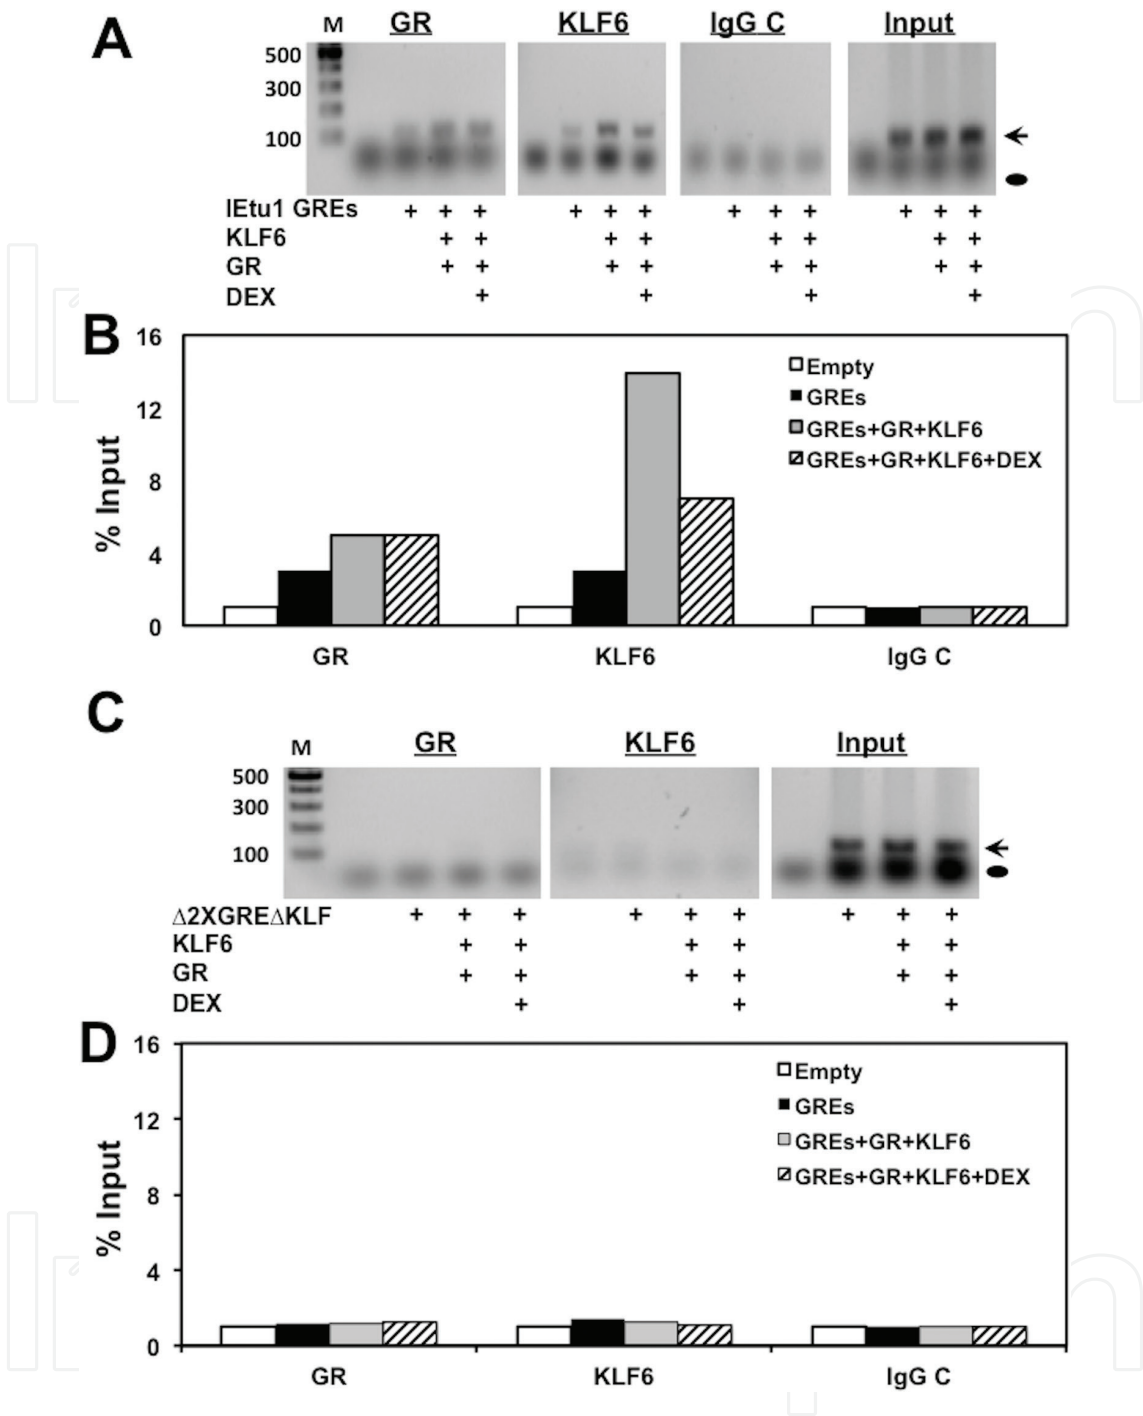 A
M GR KLF6 IgG C Input
500
300
100
IEtu1 GREs + + + + + + + + + + + +
KLF6 + + + + + + + +
GR + + + + + + + +
DEX + + + +
B
16
12
8
4
0
% Input
Empty
GREs
GREs+GR+KLF6
GREs+GR+KLF6+DEX
GR KLF6 IgG C
C
M GR KLF6 Input
500
300
100
Δ2XGREΔKLF + + + + + + + + +
KLF6 + + + + + +
GR + + + + + +
DEX + + +
D
16
12
8
4
0
% Input
Empty
GREs
GREs+GR+KLF6
GREs+GR+KLF6+DEX
GR KLF6 IgG C